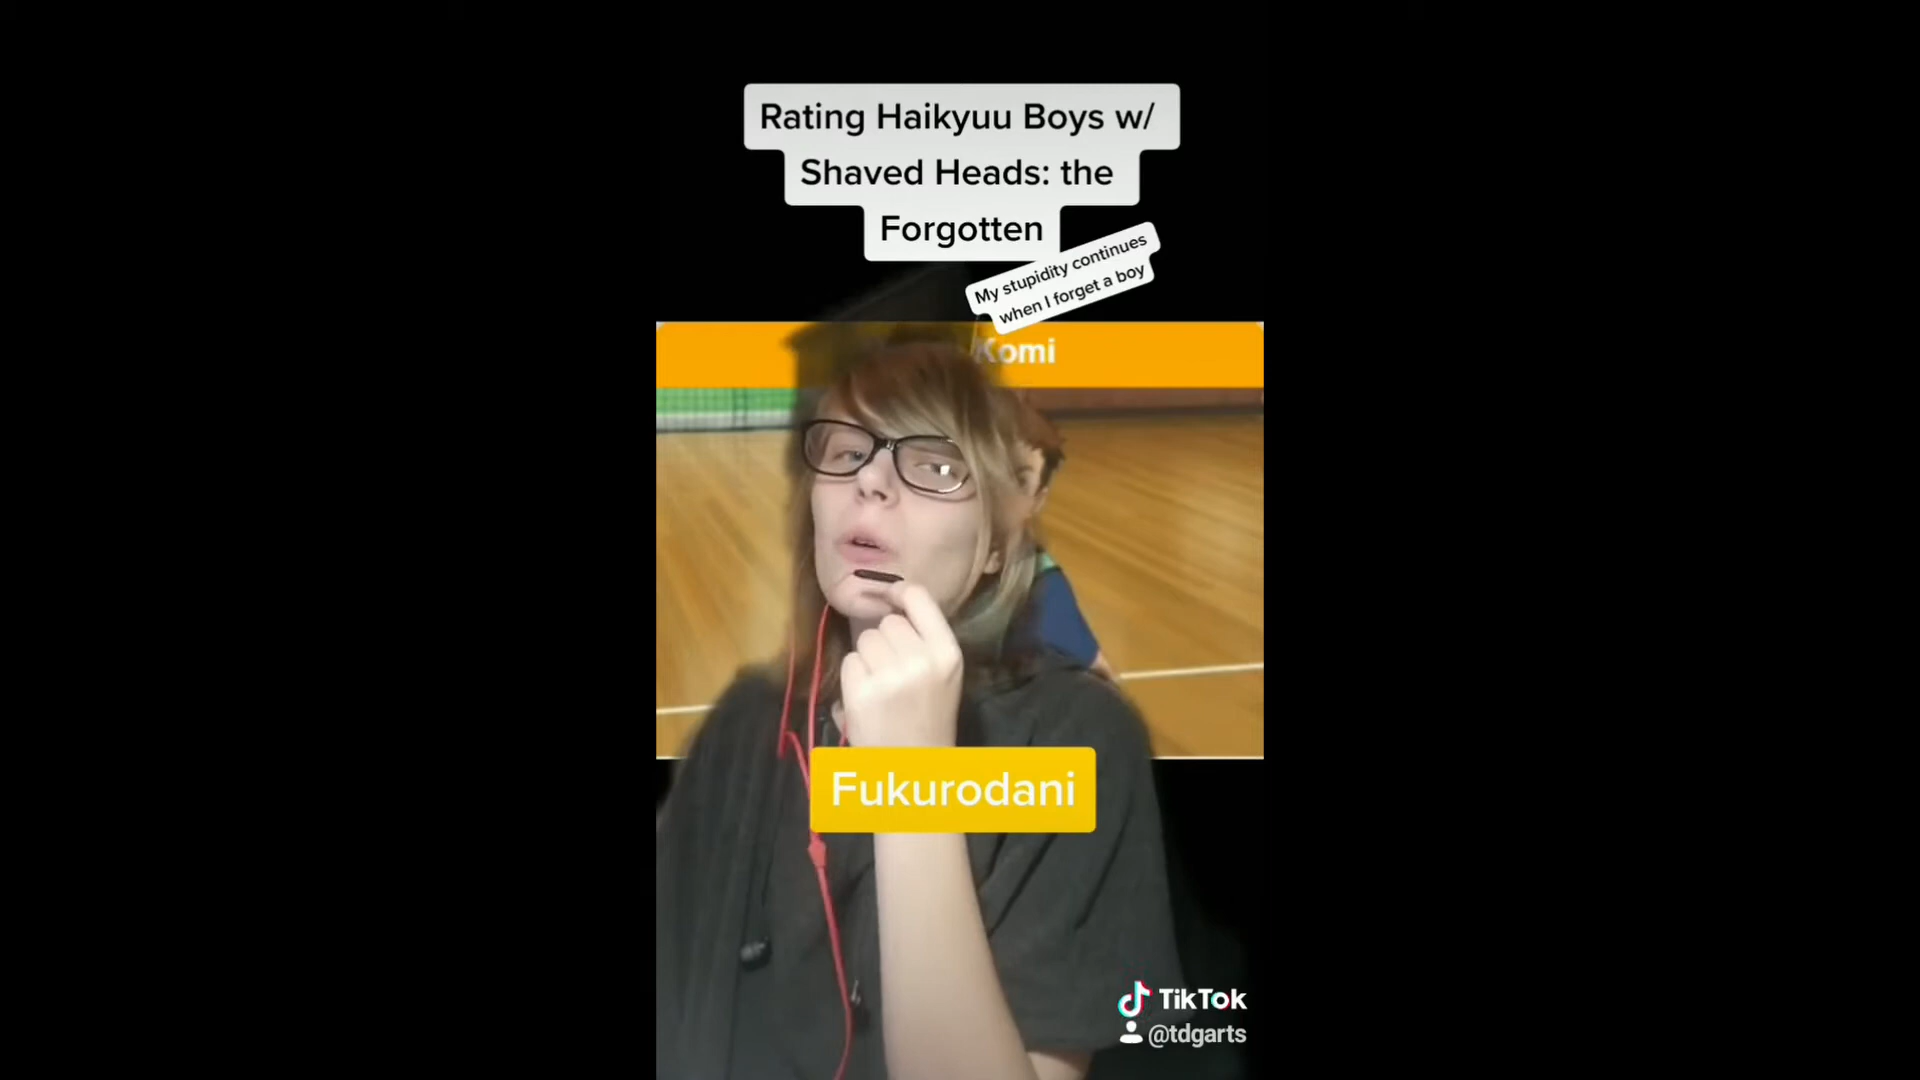 Rating Haikyuu Boys w/
Shaved Heads: the
Forgotten
My stupidity continues
when I forget a boy
Komi
Fukurodani
TikTok
@tdgarts